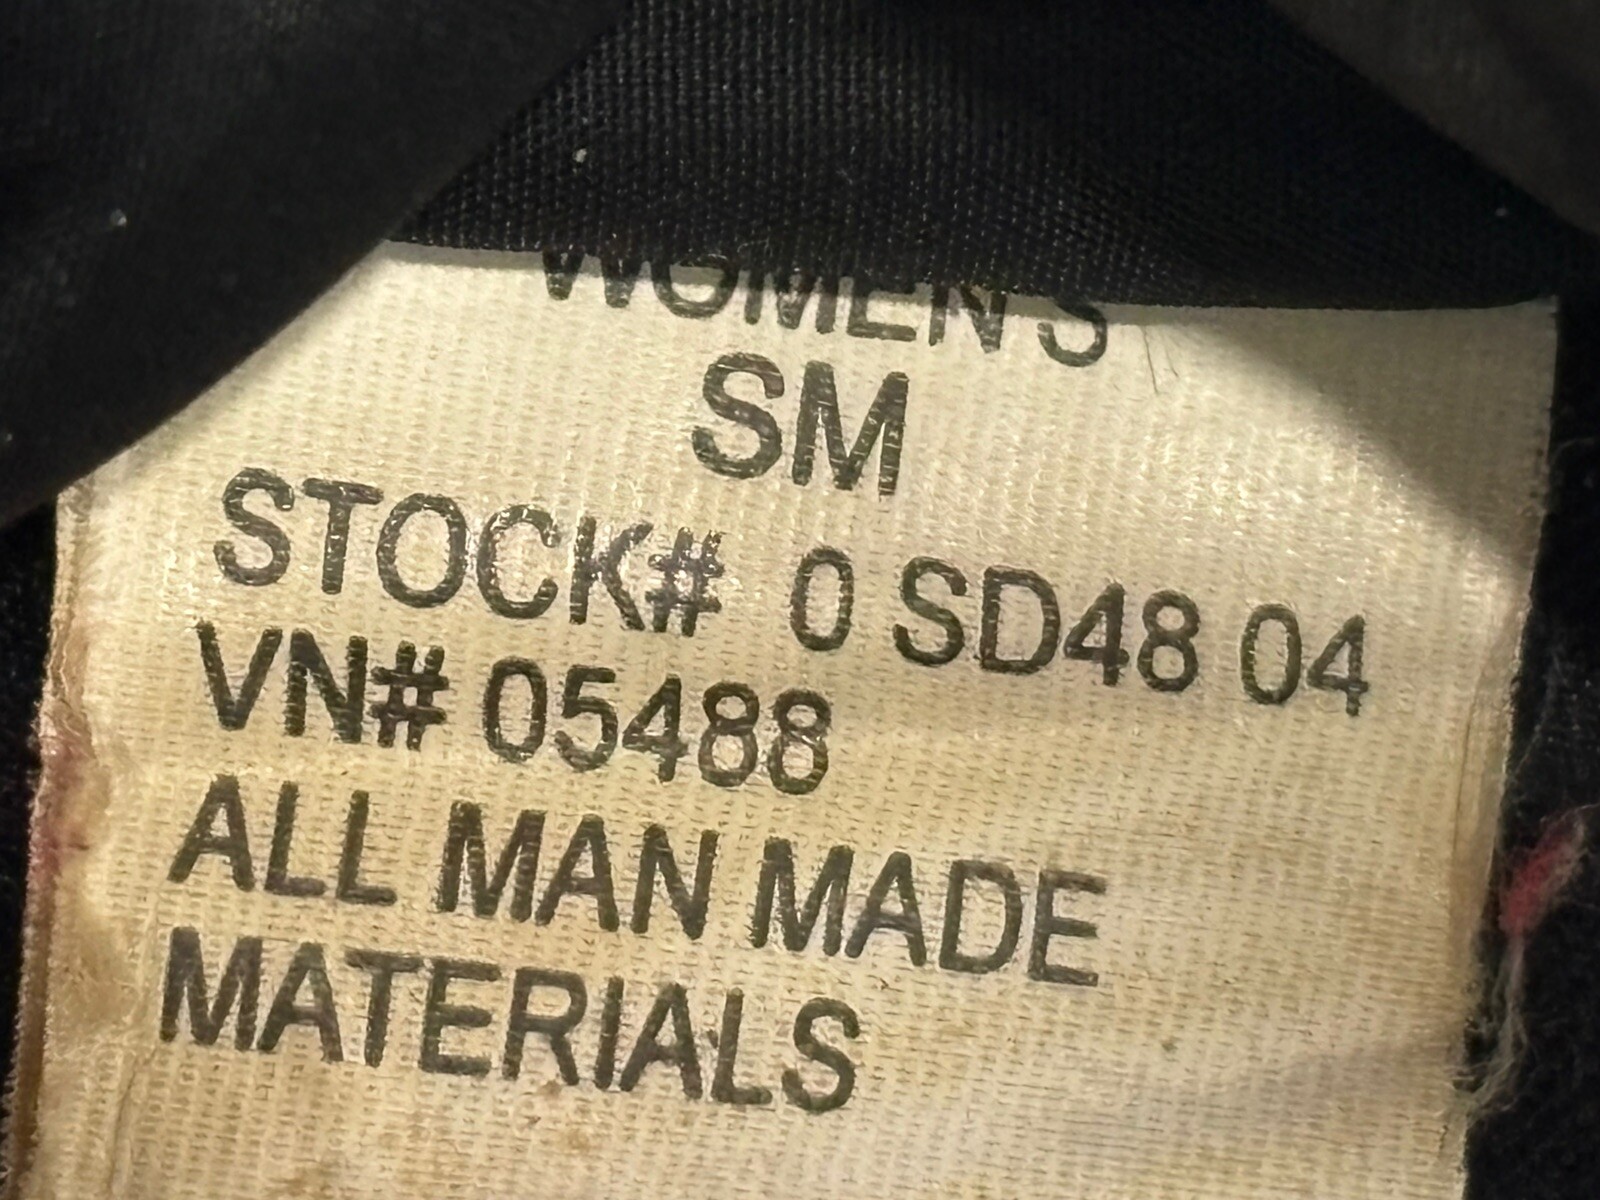 WOMEN'S
SM
STOCK# 0 SD48 04
VN# 05488
ALL MAN MADE
MATERIALS